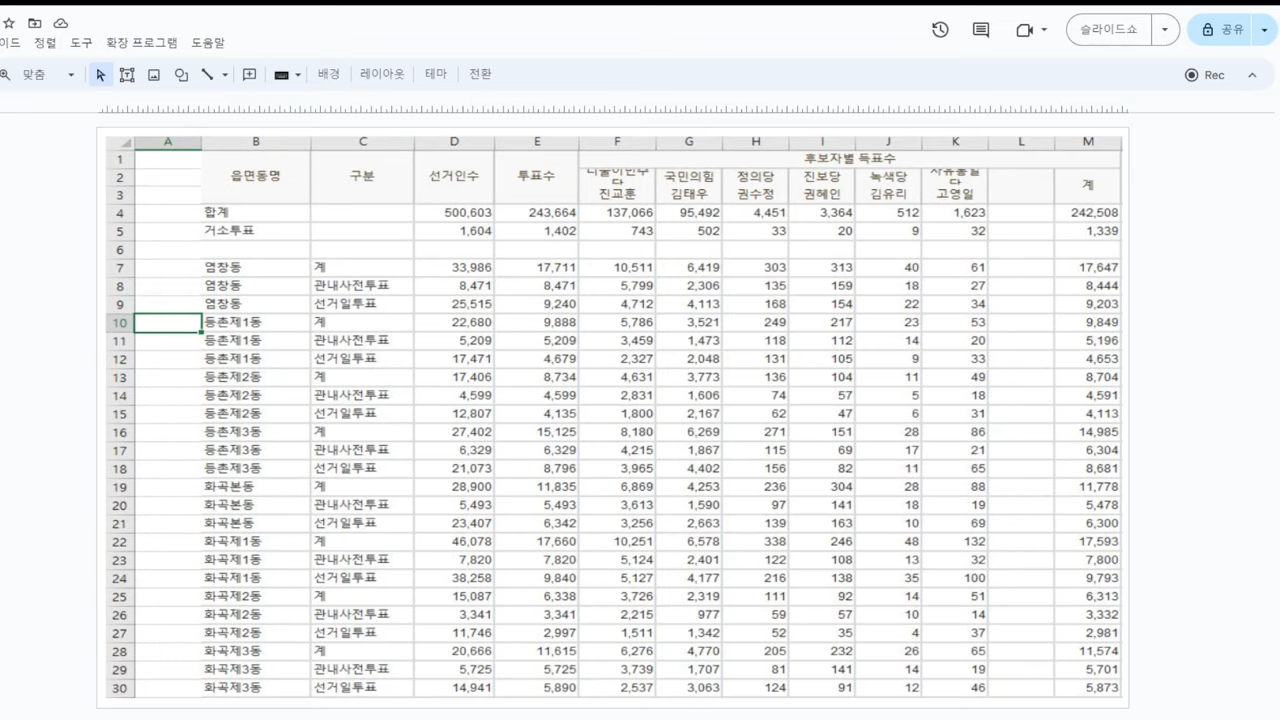 이드 정렬 도구 확장 프로그램 도움말
슬라이드쇼 공유
맞춤 배경 레이아웃 테마 전환 Rec
A B C D E F G H I J K L M
1 후보자별 득표수
2 읍면동명 구분 선거인수 투표수 국민의힘 정의당 진보당 녹색당 계
3 진교훈 김태우 권수정 권혜인 김유리 고영일
4 합계 500,603 243,664 137,066 95,492 4,451 3,364 512 1,623 242,508
5 거소투표 1,604 1,402 743 502 33 20 9 32 1,339
6
7 염창동 계 33,986 17,711 10,511 6,419 303 313 40 61 17,647
8 염창동 관내사전투표 8,471 8,471 5,799 2,306 135 159 18 27 8,444
9 염창동 선거일투표 25,515 9,240 4,712 4,113 168 154 22 34 9,203
10 등촌제1동 계 22,680 9,888 5,786 3,521 249 217 23 53 9,849
11 등촌제1동 관내사전투표 5,209 5,209 3,459 1,473 118 112 14 20 5,196
12 등촌제1동 선거일투표 17,471 4,679 2,327 2,048 131 105 9 33 4,653
13 등촌제2동 계 17,406 8,734 4,631 3,773 136 104 11 49 8,704
14 등촌제2동 관내사전투표 4,599 4,599 2,831 1,606 74 57 5 18 4,591
15 등촌제2동 선거일투표 12,807 4,135 1,800 2,167 62 47 6 31 4,113
16 등촌제3동 계 27,402 15,125 8,180 6,269 271 151 28 86 14,985
17 등촌제3동 관내사전투표 6,329 6,329 4,215 1,867 115 69 17 21 6,304
18 등촌제3동 선거일투표 21,073 8,796 3,965 4,402 156 82 11 65 8,681
19 화곡본동 계 28,900 11,835 6,869 4,253 236 304 28 88 11,778
20 화곡본동 관내사전투표 5,493 5,493 3,613 1,590 97 141 18 19 5,478
21 화곡본동 선거일투표 23,407 6,342 3,256 2,663 139 163 10 69 6,300
22 화곡제1동 계 46,078 17,660 10,251 6,578 338 246 48 132 17,593
23 화곡제1동 관내사전투표 7,820 7,820 5,124 2,401 122 108 13 32 7,800
24 화곡제1동 선거일투표 38,258 9,840 5,127 4,177 216 138 35 100 9,793
25 화곡제2동 계 15,087 6,338 3,726 2,319 111 92 14 51 6,313
26 화곡제2동 관내사전투표 3,341 3,341 2,215 977 59 57 10 14 3,332
27 화곡제2동 선거일투표 11,746 2,997 1,511 1,342 52 35 4 37 2,981
28 화곡제3동 계 20,666 11,615 6,276 4,770 205 232 26 65 11,574
29 화곡제3동 관내사전투표 5,725 5,725 3,739 1,707 81 141 14 19 5,701
30 화곡제3동 선거일투표 14,941 5,890 2,537 3,063 124 91 12 46 5,873